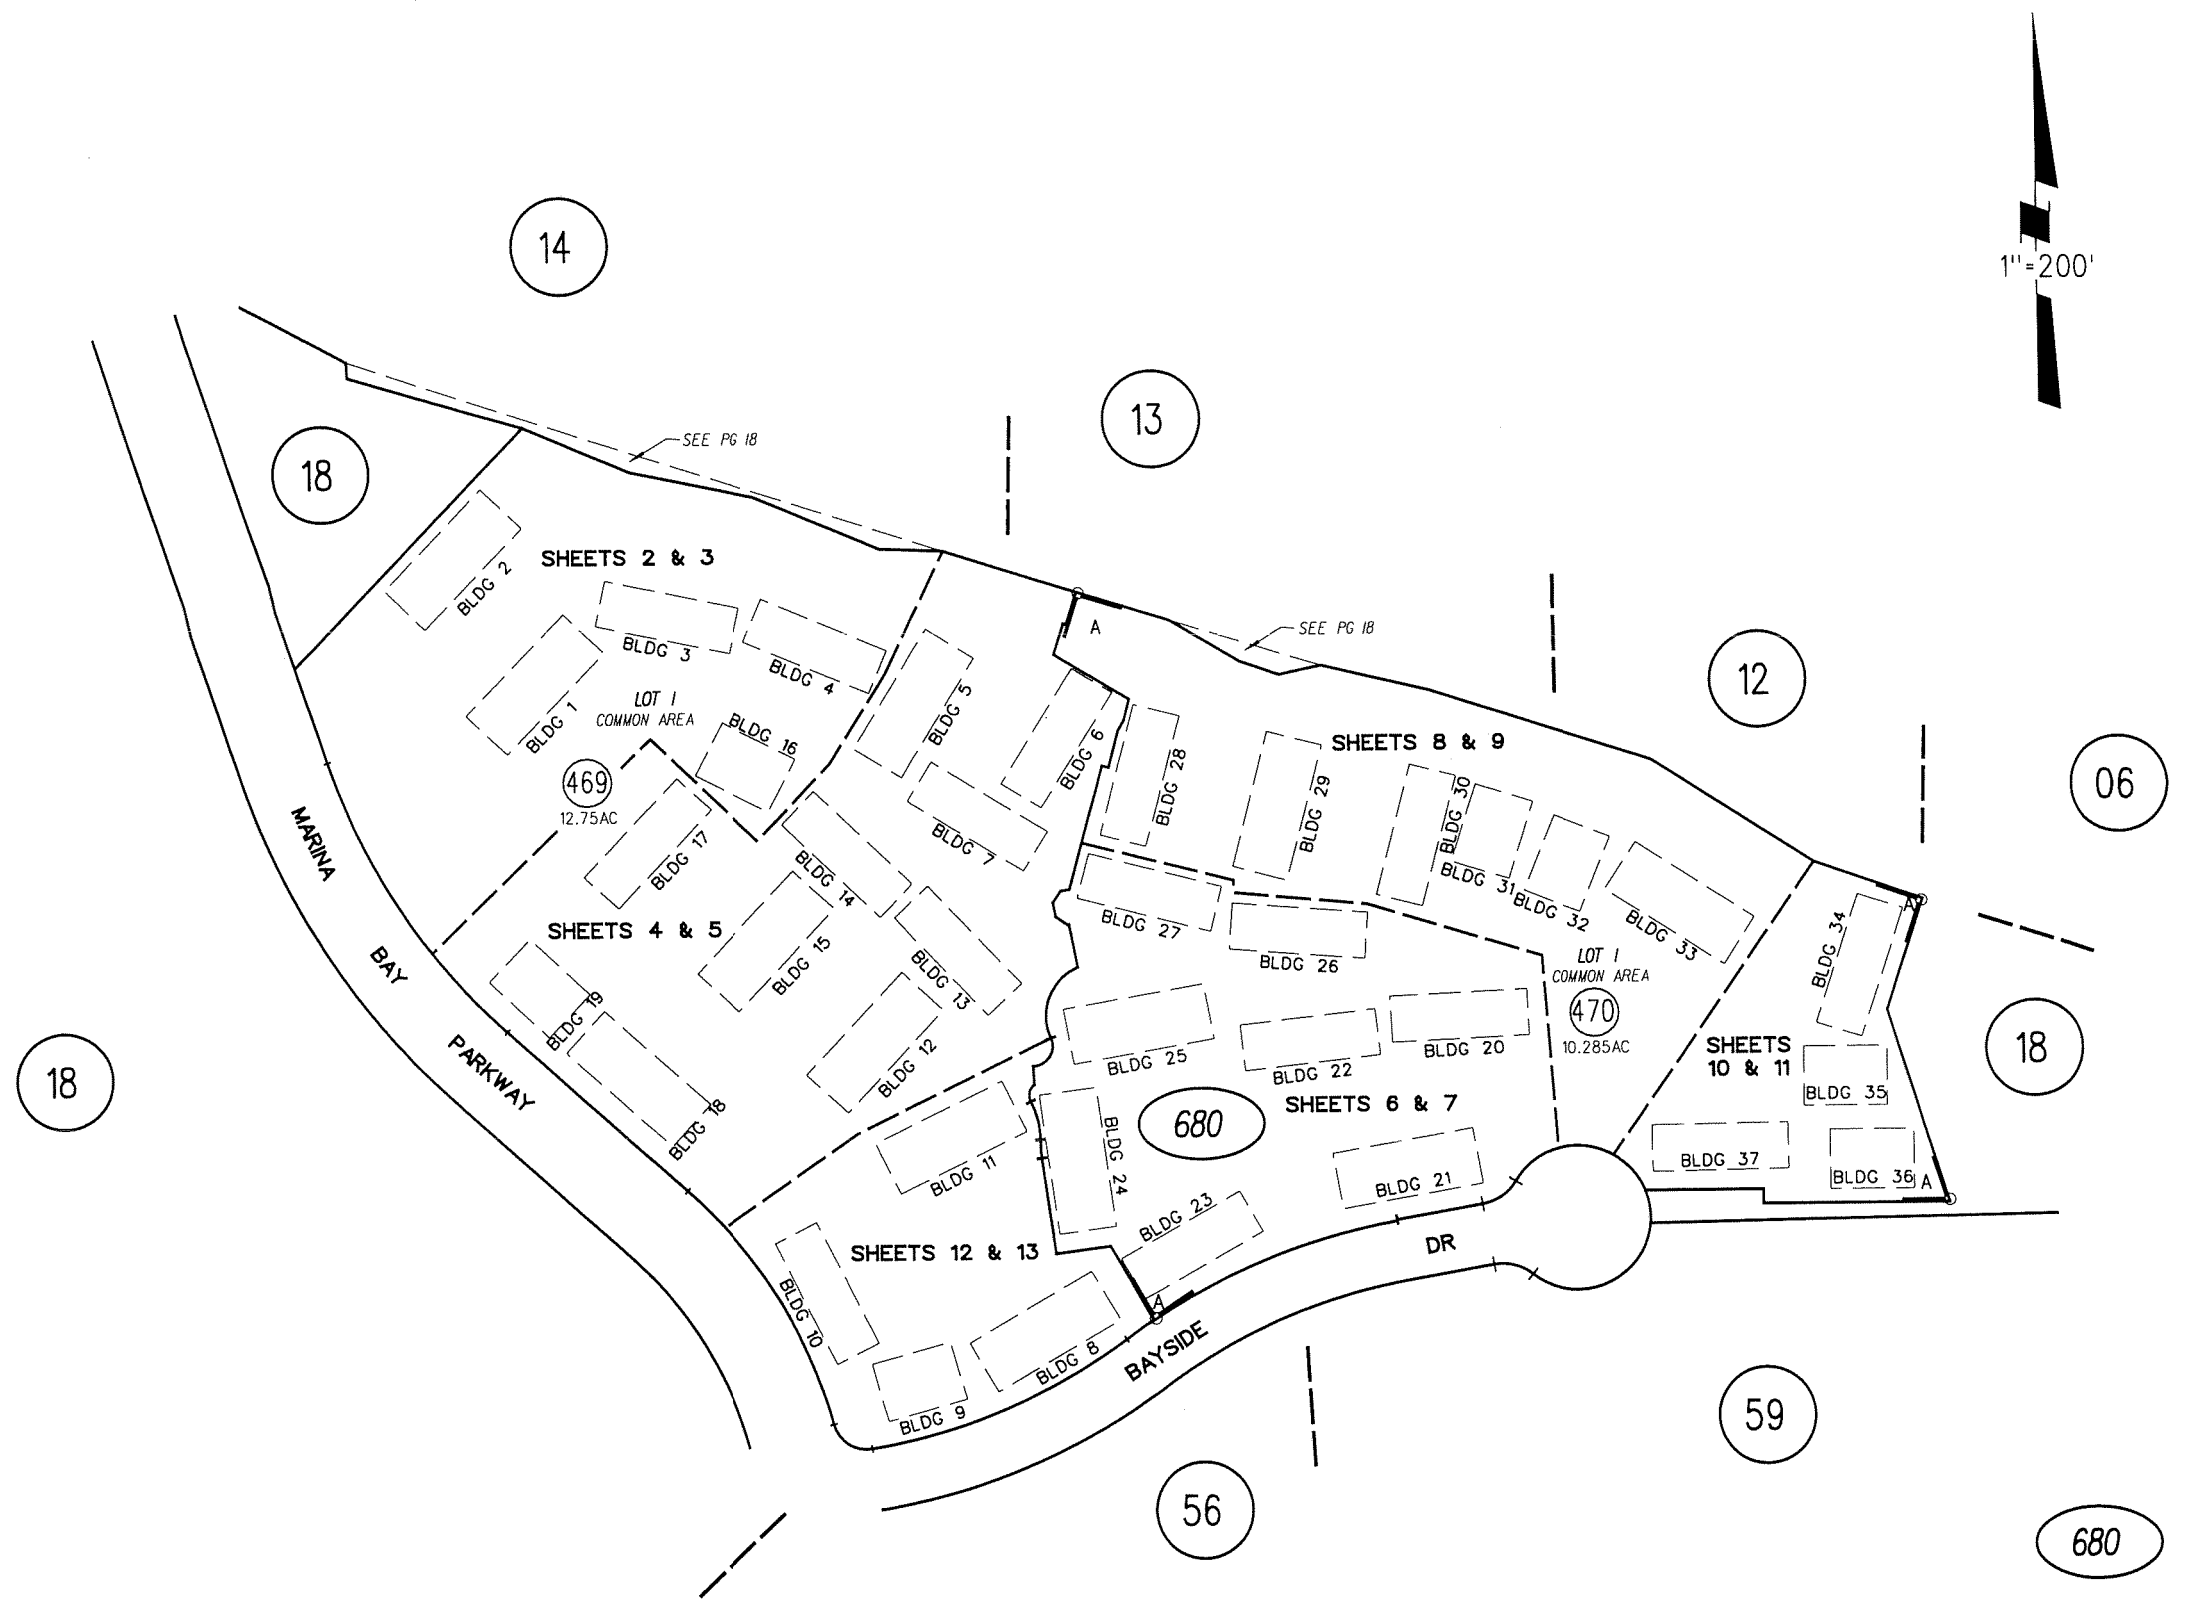 14
1"=200'
13
SEE PG 18
18
SHEETS 2 & 3
BLDG 2
BLDG 3
BLDG 4
BLDG 1
LOT 1
COMMON AREA
BLDG 16
469
12.75AC
BLDG 5
BLDG 6
BLDG 7
A
SEE PG 18
12
06
SHEETS 8 & 9
BLDG 28
BLDG 29
BLDG 30
BLDG 31
BLDG 32
BLDG 33
MARINA
BAY
PARKWAY
BLDG 17
BLDG 14
SHEETS 4 & 5
BLDG 15
BLDG 13
BLDG 19
BLDG 18
BLDG 12
BLDG 27
BLDG 26
LOT 1
COMMON AREA
470
10.285AC
A
BLDG 34
18
18
BLDG 25
BLDG 22
BLDG 20
SHEETS
10 & 11
BLDG 35
BLDG 37
BLDG 36
A
680
SHEETS 6 & 7
BLDG 11
BLDG 24
BLDG 21
BLDG 23
SHEETS 12 & 13
BLDG 10
BLDG 8
BLDG 9
A
BAYSIDE
DR
59
56
680